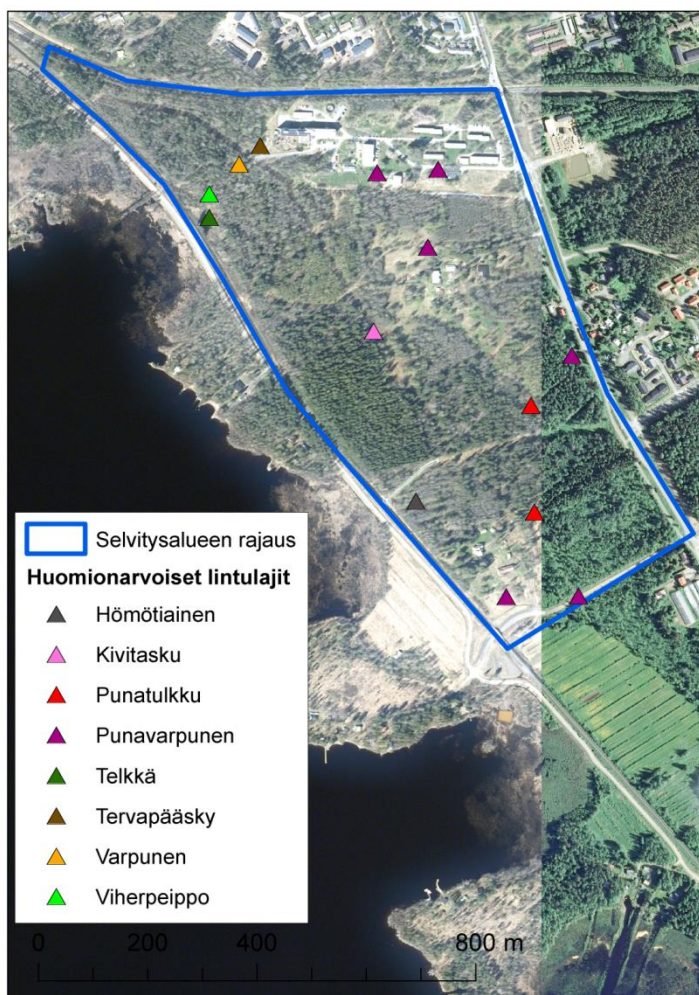 Selvitysalueen rajaus
Huomionarvoiset lintulajit
Hömötiainen
Kivitasku
Punatulkku
Punavarpunen
Telkkä
Tervapääsky
Varpunen
Viherpeippo
0 200 400 800 m